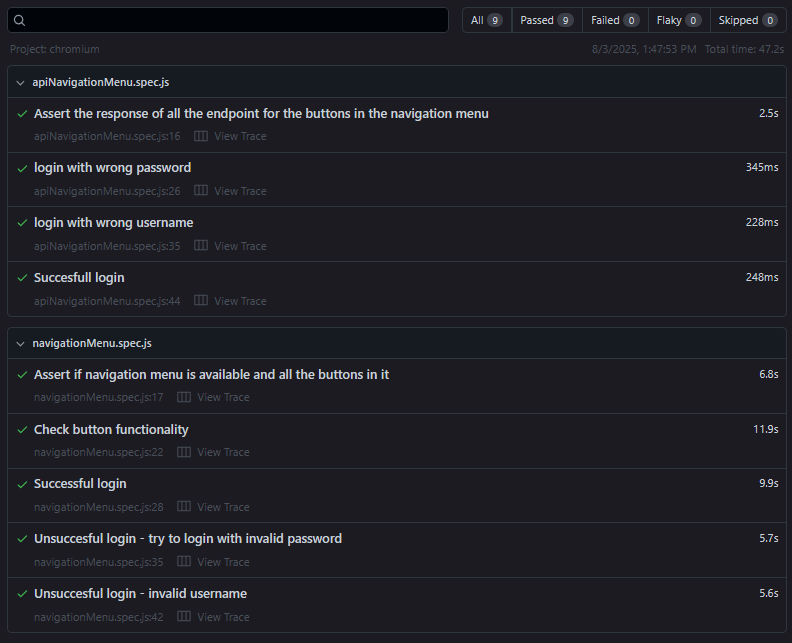 All 9 Passed 9 Failed 0 Flaky 0 Skipped 0
Project: chromium 8/3/2025, 1:47:53 PM Total time: 47.2s
apiNavigationMenu.spec.js
Assert the response of all the endpoint for the buttons in the navigation menu 2.5s
apiNavigationMenu.spec.js:16 View Trace
login with wrong password 345ms
apiNavigationMenu.spec.js:26 View Trace
login with wrong username 228ms
apiNavigationMenu.spec.js:35 View Trace
Succesfull login 248ms
apiNavigationMenu.spec.js:44 View Trace
navigationMenu.spec.js
Assert if navigation menu is available and all the buttons in it 6.8s
navigationMenu.spec.js:17 View Trace
Check button functionality 11.9s
navigationMenu.spec.js:22 View Trace
Successful login 9.9s
navigationMenu.spec.js:28 View Trace
Unsuccesful login - try to login with invalid password 5.7s
navigationMenu.spec.js:35 View Trace
Unsuccesful login - invalid username 5.6s
navigationMenu.spec.js:42 View Trace